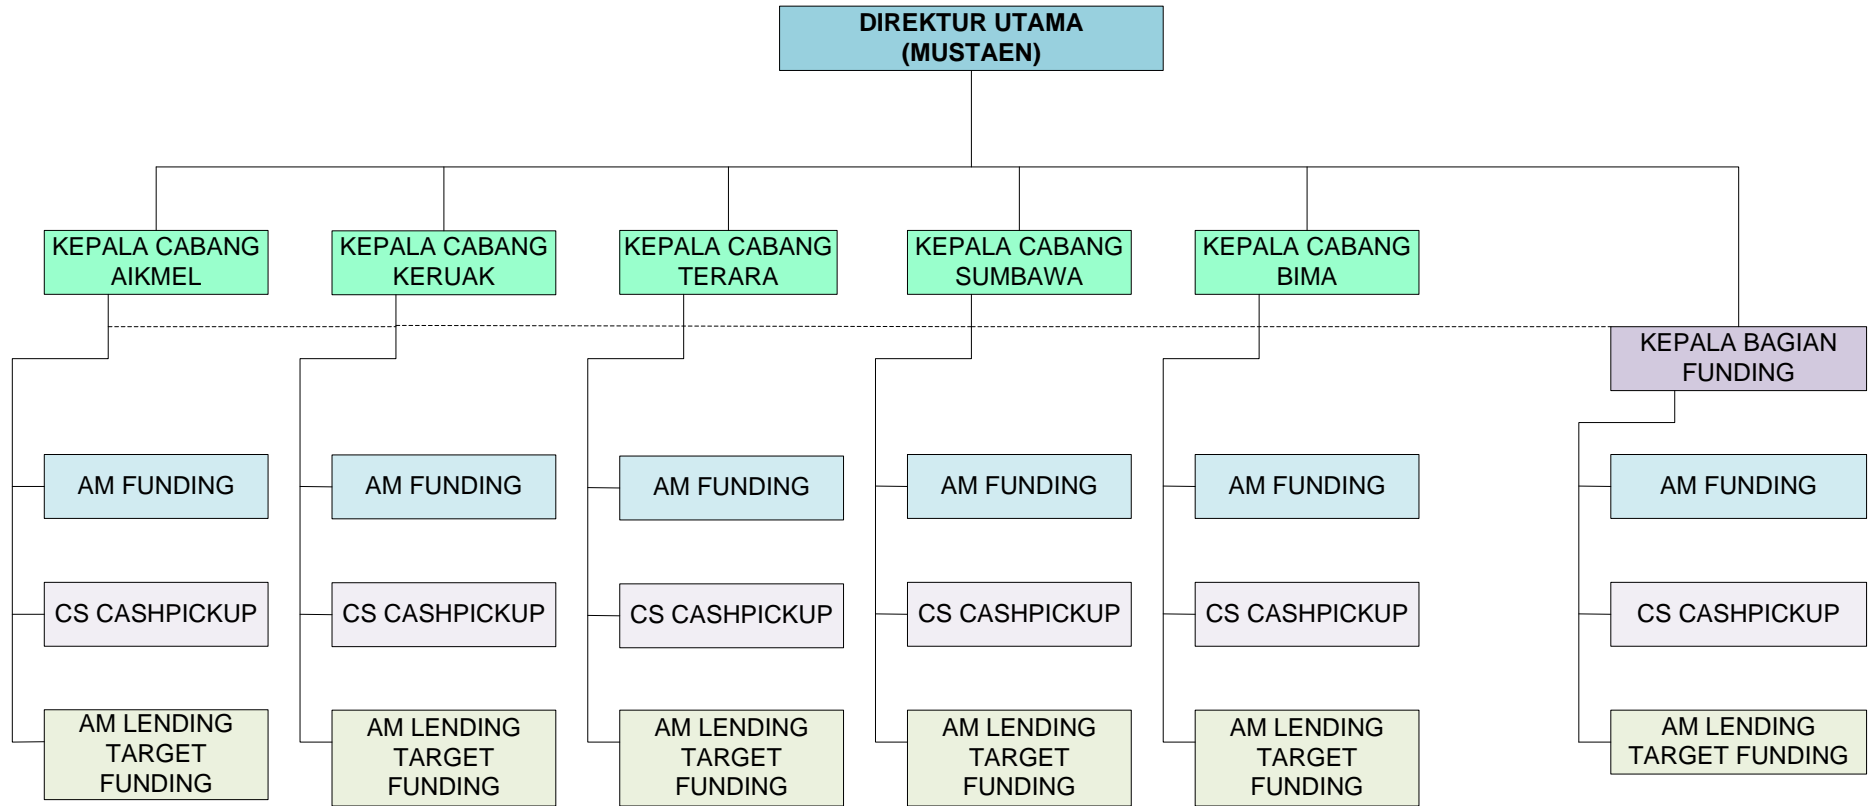 DIREKTUR UTAMA
(MUSTAEN)
KEPALA CABANG
AIKMEL
KEPALA CABANG
KERUAK
KEPALA CABANG
TERARA
KEPALA CABANG
SUMBAWA
KEPALA CABANG
BIMA
KEPALA BAGIAN
FUNDING
AM FUNDING
AM FUNDING
AM FUNDING
AM FUNDING
AM FUNDING
AM FUNDING
CS CASHPICKUP
CS CASHPICKUP
CS CASHPICKUP
CS CASHPICKUP
CS CASHPICKUP
CS CASHPICKUP
AM LENDING
TARGET
FUNDING
AM LENDING
TARGET
FUNDING
AM LENDING
TARGET
FUNDING
AM LENDING
TARGET
FUNDING
AM LENDING
TARGET
FUNDING
AM LENDING
TARGET FUNDING